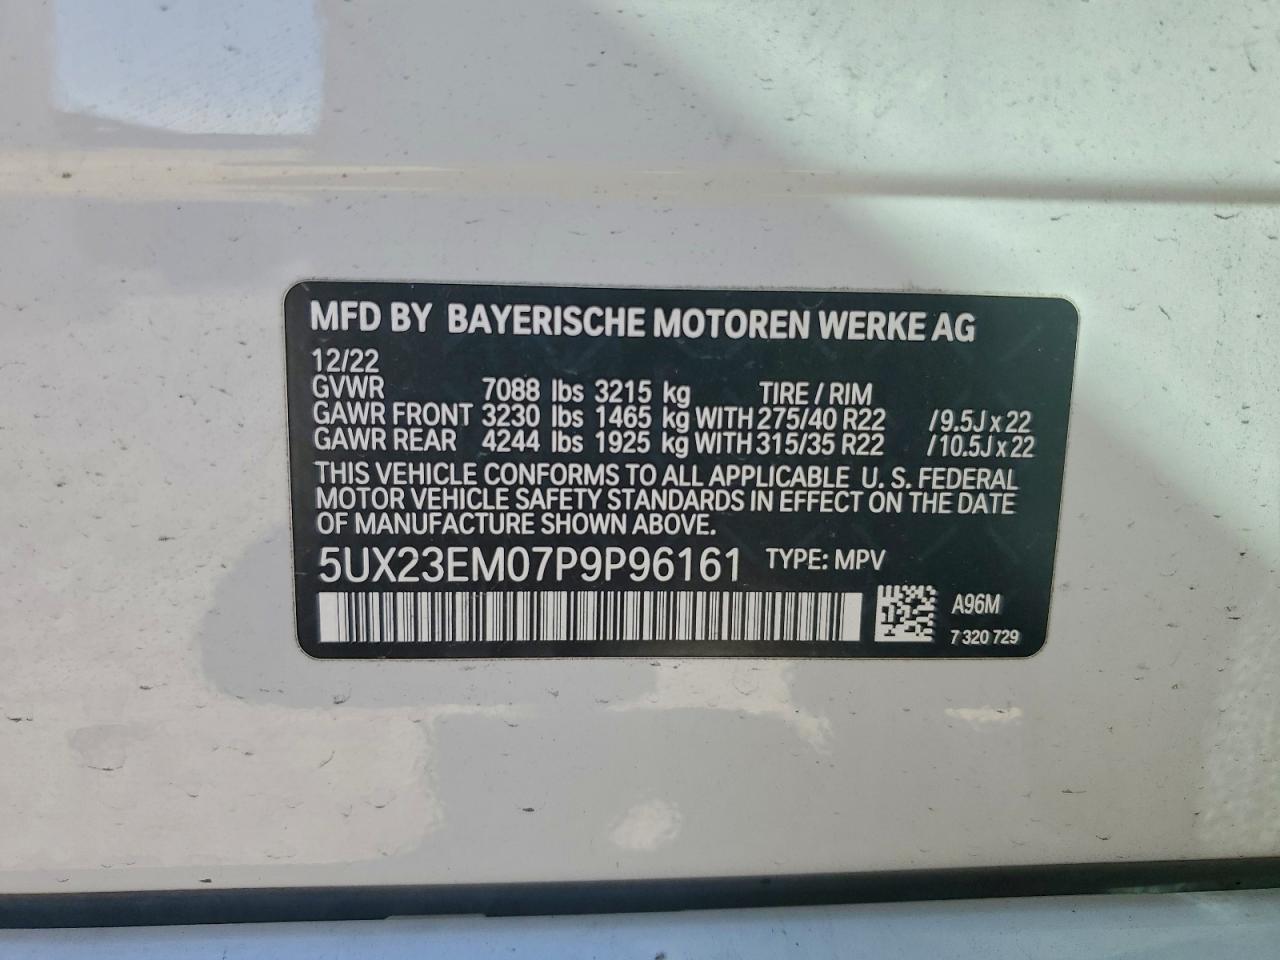 MFD BY BAYERISCHE MOTOREN WERKE AG
12/22
GVWR 7088 lbs 3215 kg TIRE / RIM
GAWR FRONT 3230 lbs 1465 kg WITH 275/40 R22 /9.5J x 22
GAWR REAR 4244 lbs 1925 kg WITH 315/35 R22 /10.5J x 22
THIS VEHICLE CONFORMS TO ALL APPLICABLE U. S. FEDERAL
MOTOR VEHICLE SAFETY STANDARDS IN EFFECT ON THE DATE
OF MANUFACTURE SHOWN ABOVE.
5UX23EM07P9P96161 TYPE: MPV
A96M
7 320 729